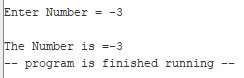 Enter Number = -3
The Number is =-3
-- program is finished running --